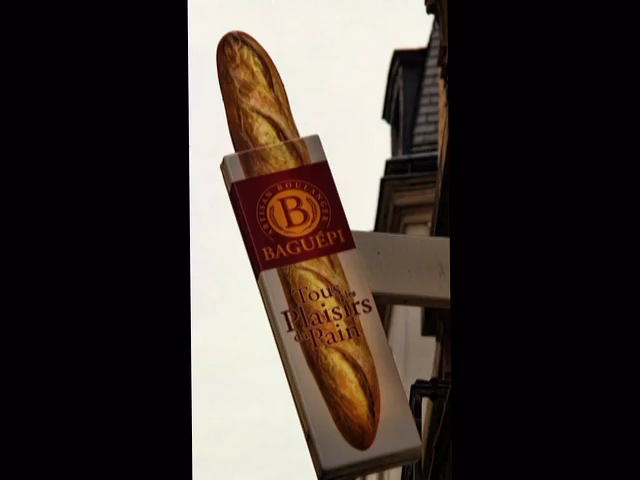 ARTISAN BOULANGER
B
BAGUÉPI
Tous les
Plaisirs
du Pain